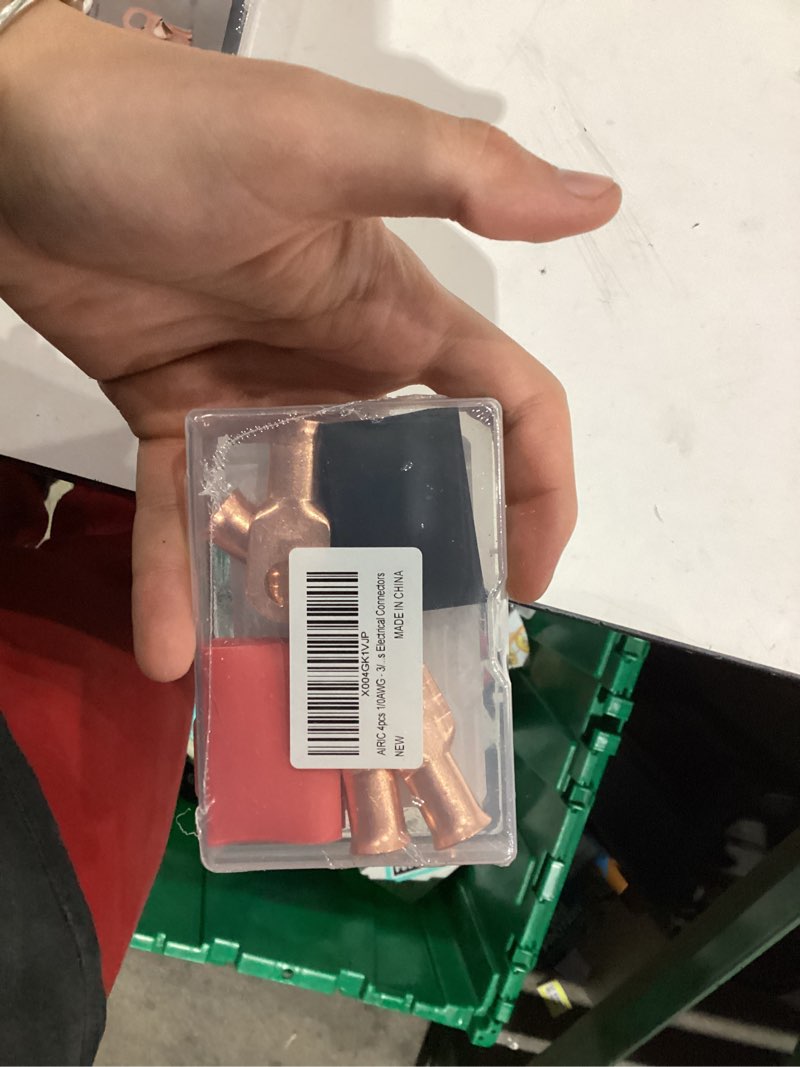 X004GK1VJP
AIRIC 4pcs 1/0AWG - 3/...s Electrical Connectors
NEW
MADE IN CHINA